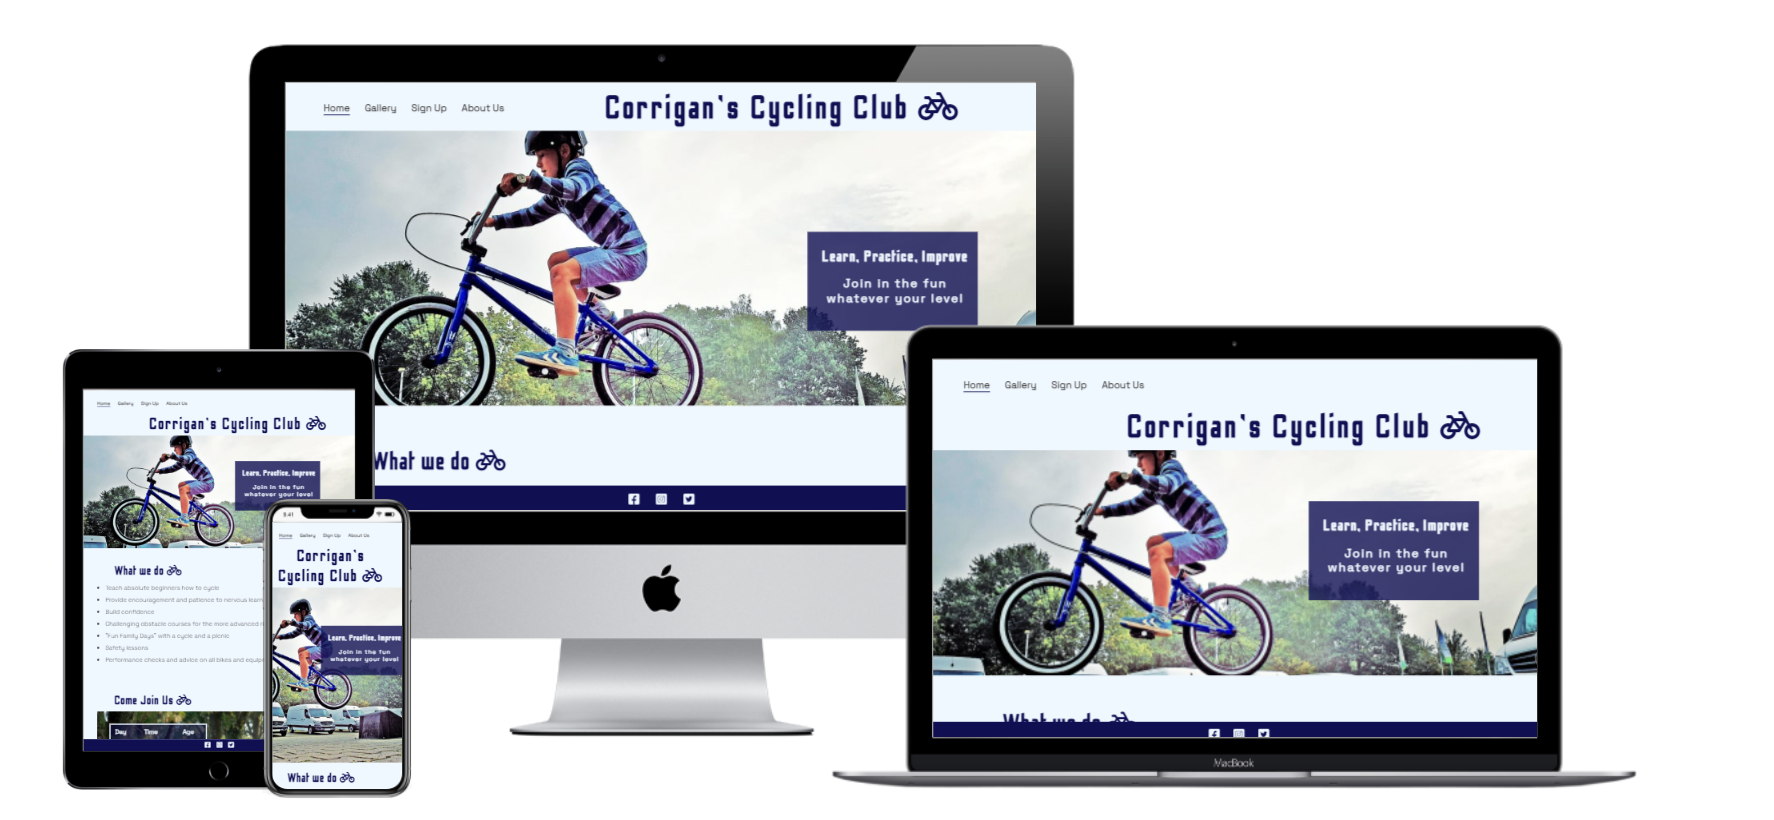 Home Gallery Sign Up About Us
Corrigan's Cycling Club
Learn, Practice, Improve
Join in the fun
whatever your level
What we do
Home Gallery Sign Up About Us
Corrigan's Cycling Club
Learn, Practice, Improve
Join in the fun
whatever your level
What we do
• Teach absolute beginners how to cycle
• Provide encouragement and patience to nervous learn
• Build confidence
• Challenging obstacle courses for the more advanced
• "Fun Family Days" with a cycle and a picnic
• Safety lessons
• Performance checks and advice on all bikes and equip
Come Join Us
Day Time Age
9:41
Home Gallery Sign Up About Us
Corrigan's
Cycling Club
Learn, Practice, Improve
Join in the fun
whatever your level
What we do
Home Gallery Sign Up About Us
Corrigan's Cycling Club
Learn, Practice, Improve
Join in the fun
whatever your level
What we do
MacBook